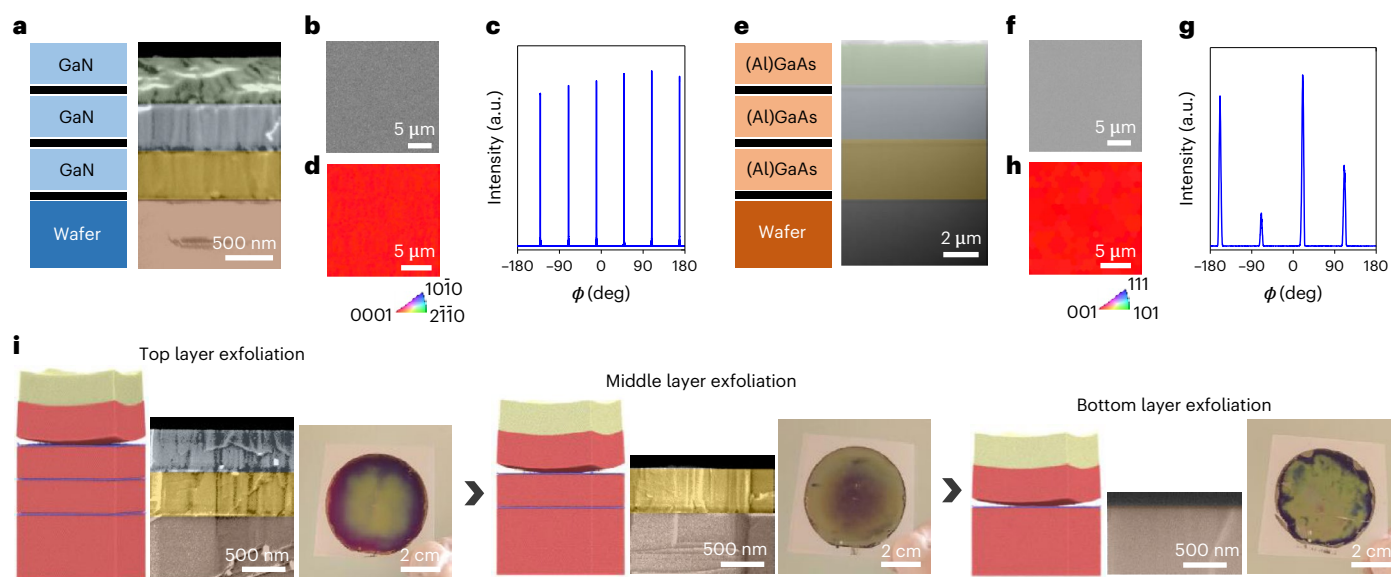 a
GaN
GaN
GaN
Wafer
500 nm
b
5 µm
d
5 µm
0001
101̄0
21̄1̄0
c
Intensity (a.u.)
–180
–90
0
90
180
ϕ (deg)
e
(Al)GaAs
(Al)GaAs
(Al)GaAs
Wafer
2 µm
f
5 µm
h
5 µm
001
111
101
g
Intensity (a.u.)
–180
–90
0
90
180
ϕ (deg)
i
Top layer exfoliation
500 nm
2 cm
Middle layer exfoliation
500 nm
2 cm
Bottom layer exfoliation
500 nm
2 cm